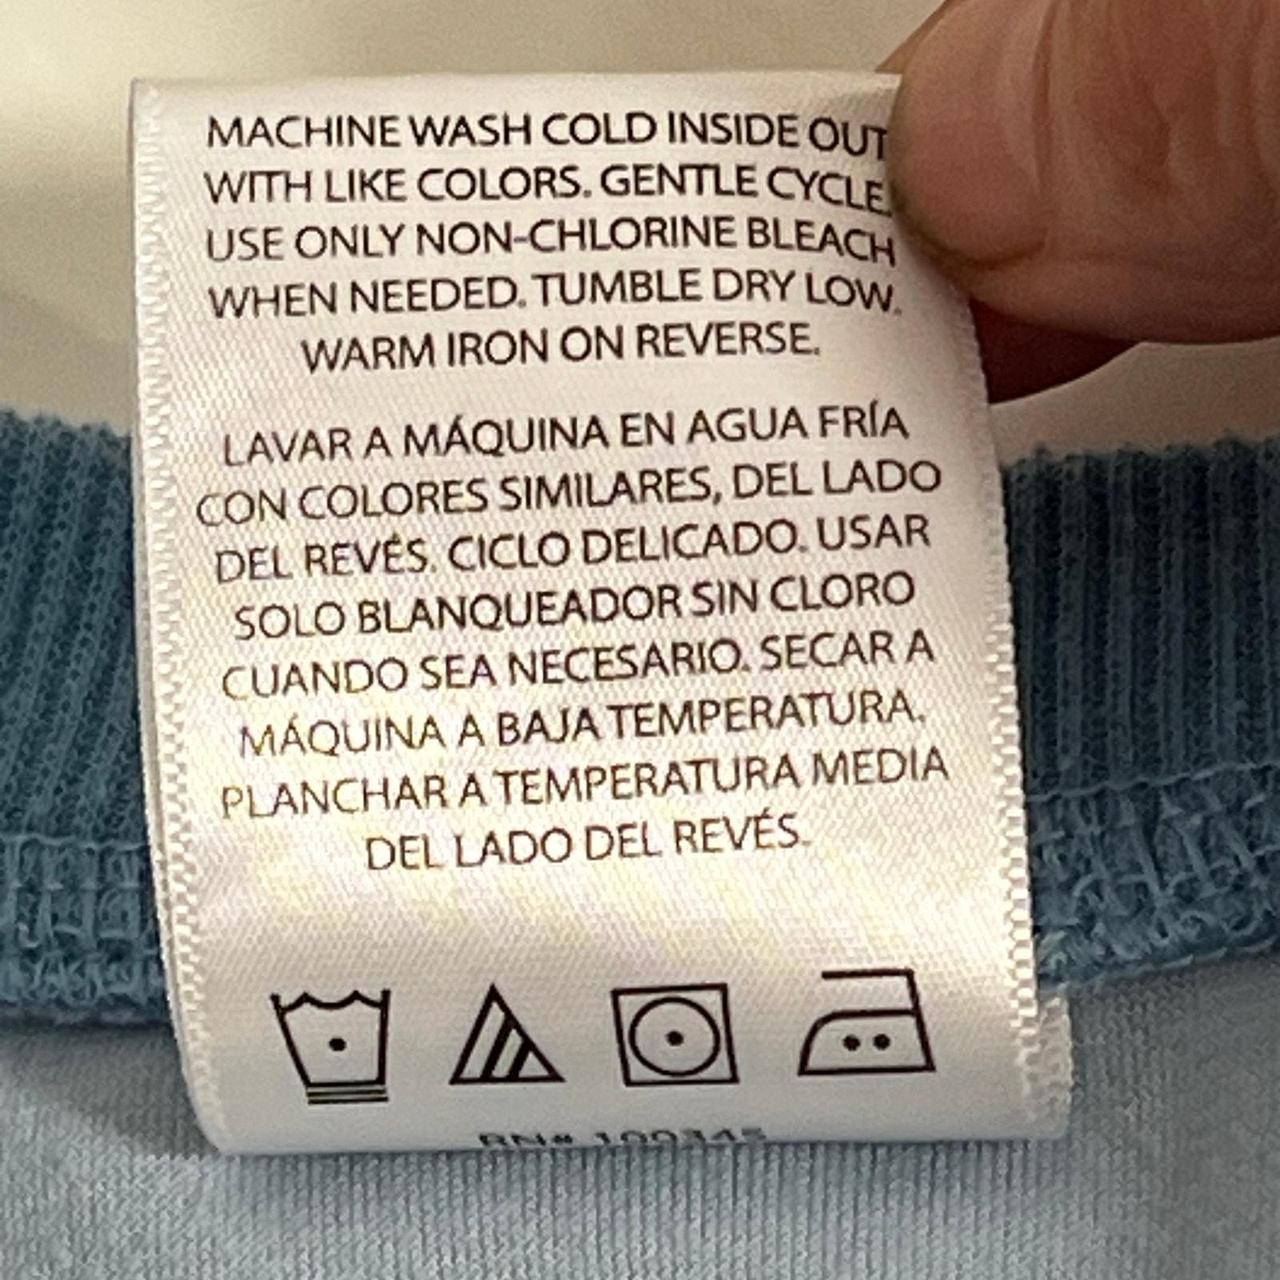 MACHINE WASH COLD INSIDE OUT
WITH LIKE COLORS. GENTLE CYCLE.
USE ONLY NON-CHLORINE BLEACH
WHEN NEEDED. TUMBLE DRY LOW.
WARM IRON ON REVERSE.
LAVAR A MÁQUINA EN AGUA FRÍA
CON COLORES SIMILARES, DEL LADO
DEL REVÉS. CICLO DELICADO. USAR
SOLO BLANQUEADOR SIN CLORO
CUANDO SEA NECESARIO. SECAR A
MÁQUINA A BAJA TEMPERATURA.
PLANCHAR A TEMPERATURA MEDIA
DEL LADO DEL REVÉS.
RN# 109345